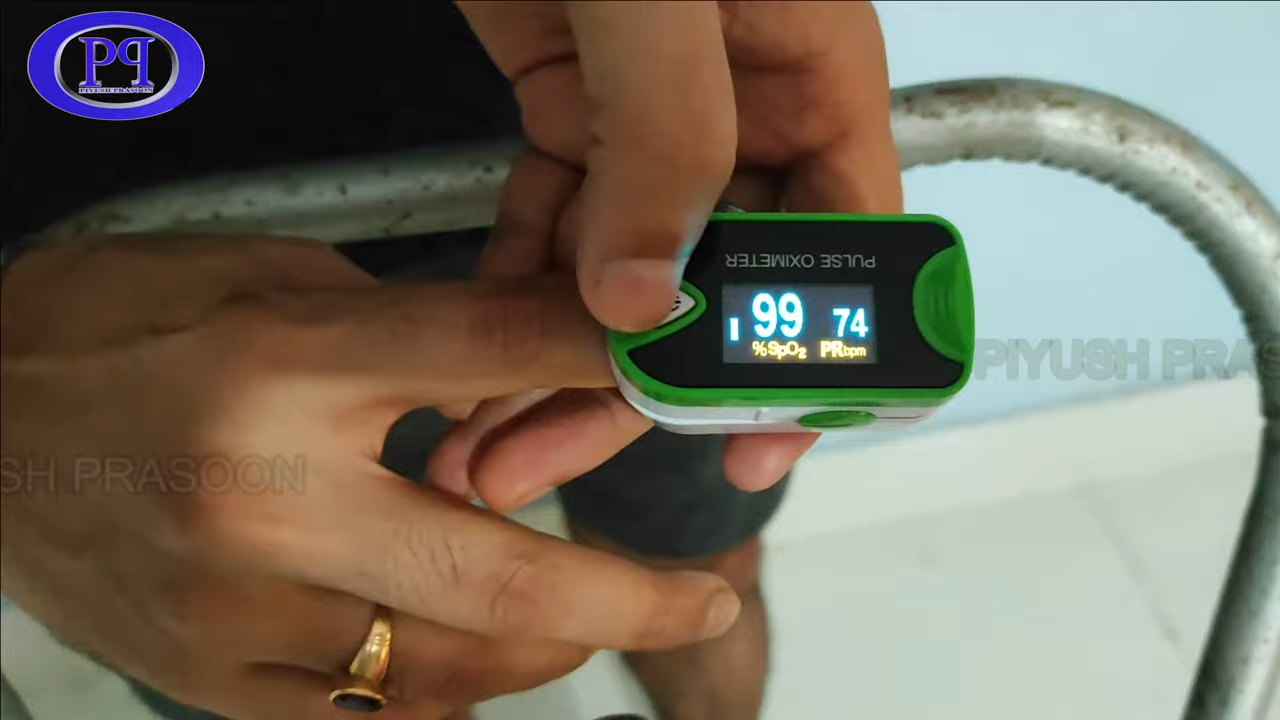 PP
PIYUSH PRASOON
PULSE OXIMETER
99 74
%SpO₂ PRbpm
PIYUSH PRAS
SH PRASOON